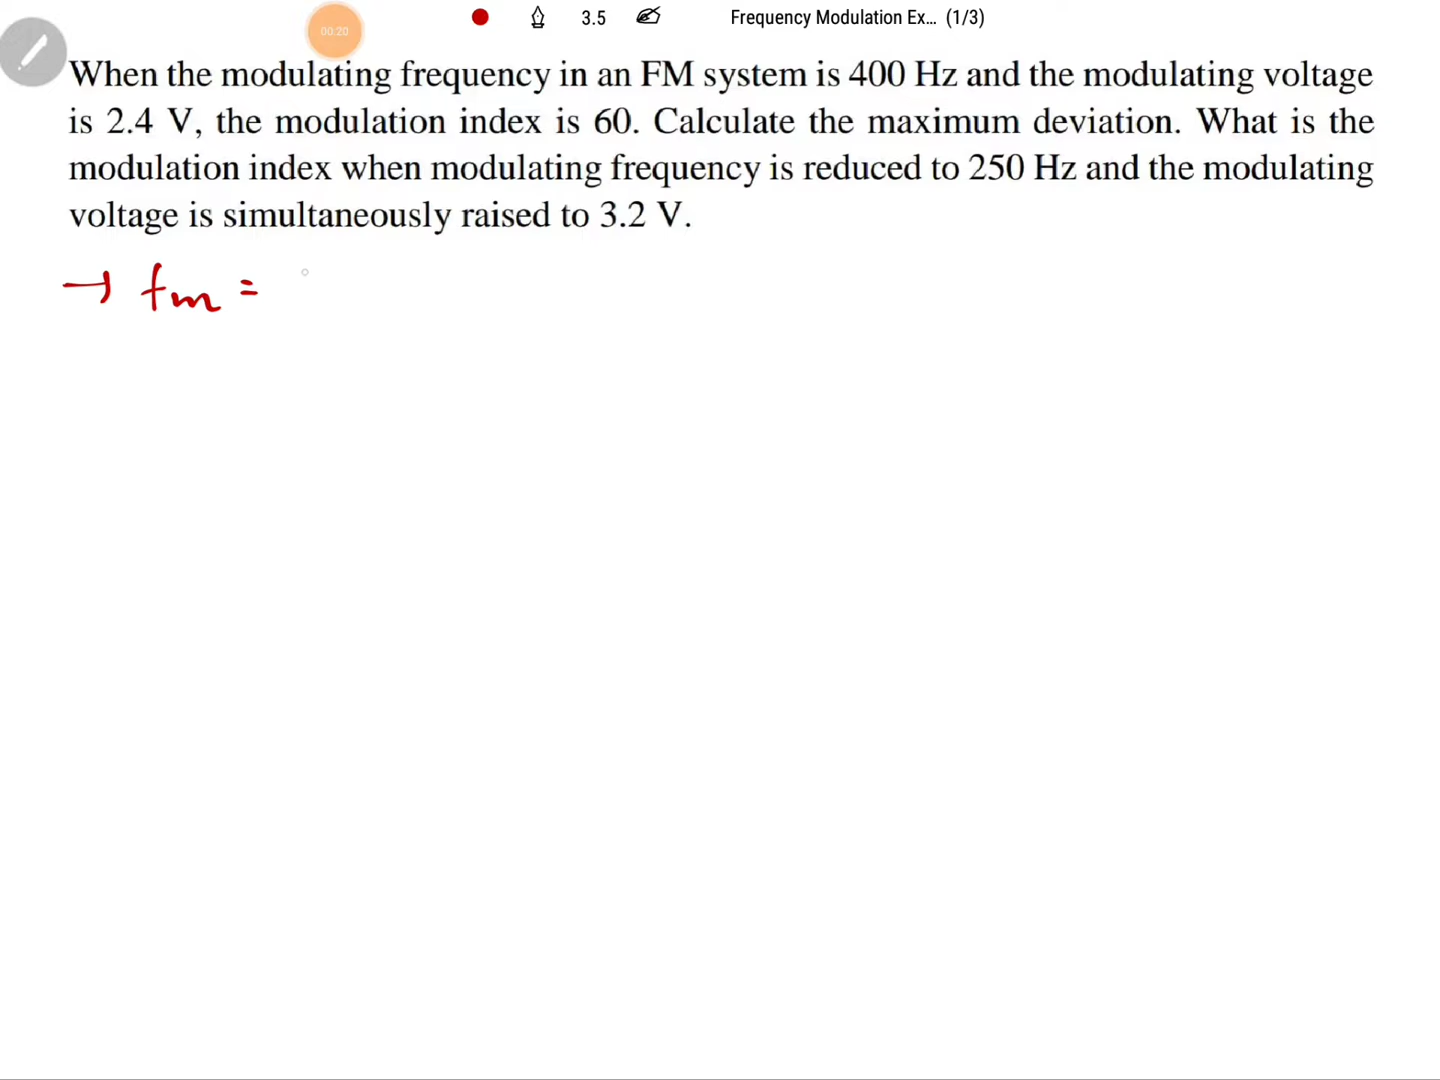 00:20 3.5 Frequency Modulation Ex... (1/3)
When the modulating frequency in an FM system is 400 Hz and the modulating voltage
is 2.4 V, the modulation index is 60. Calculate the maximum deviation. What is the
modulation index when modulating frequency is reduced to 250 Hz and the modulating
voltage is simultaneously raised to 3.2 V.
→ fm =